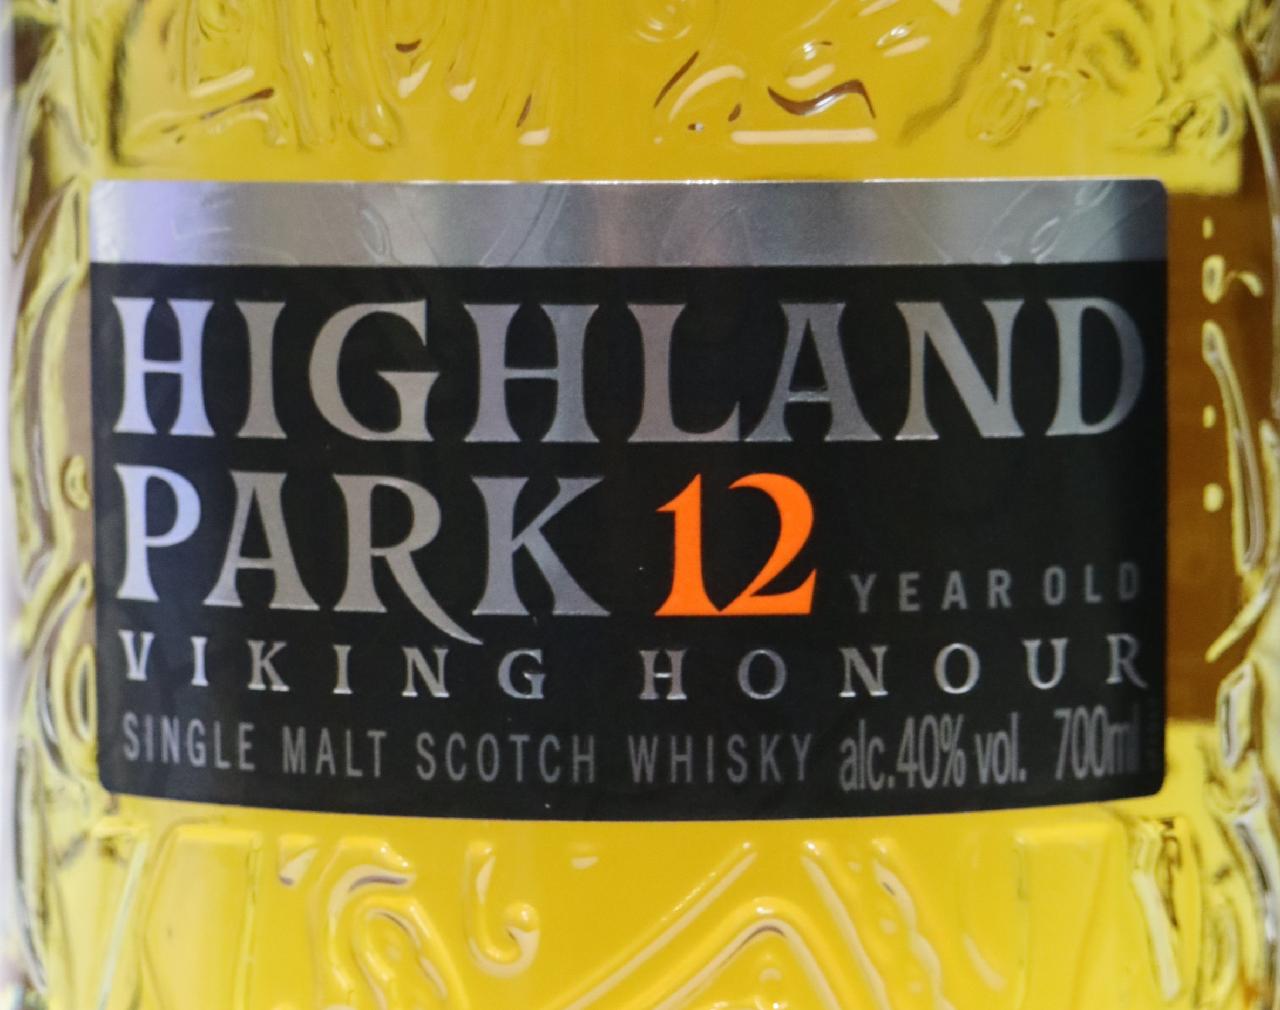 HIGHLAND
PARK 12 YEAR OLD
VIKING HONOUR
SINGLE MALT SCOTCH WHISKY alc.40% vol. 700ml